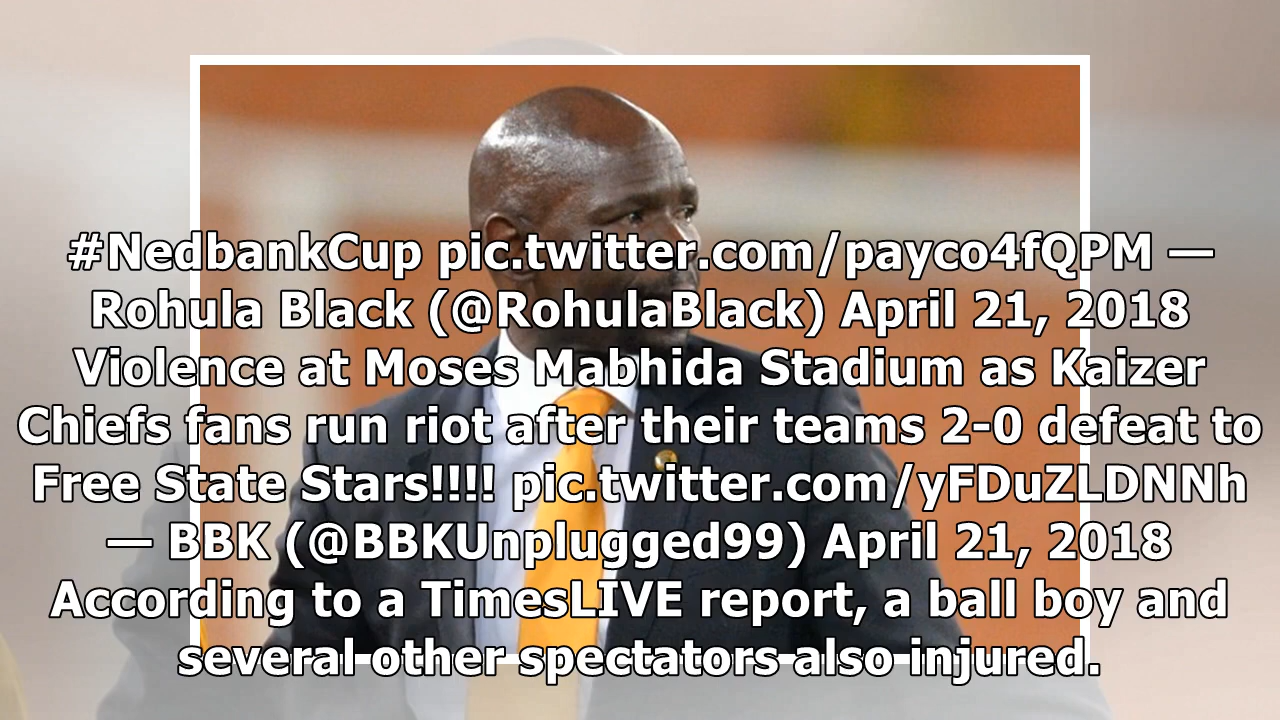 #NedbankCup pic.twitter.com/payco4fQPM —
Rohula Black (@RohulaBlack) April 21, 2018
Violence at Moses Mabhida Stadium as Kaizer
Chiefs fans run riot after their teams 2-0 defeat to
Free State Stars!!!! pic.twitter.com/yFDuZLDNNh
— BBK (@BBKUnplugged99) April 21, 2018
According to a TimesLIVE report, a ball boy and
several other spectators also injured.